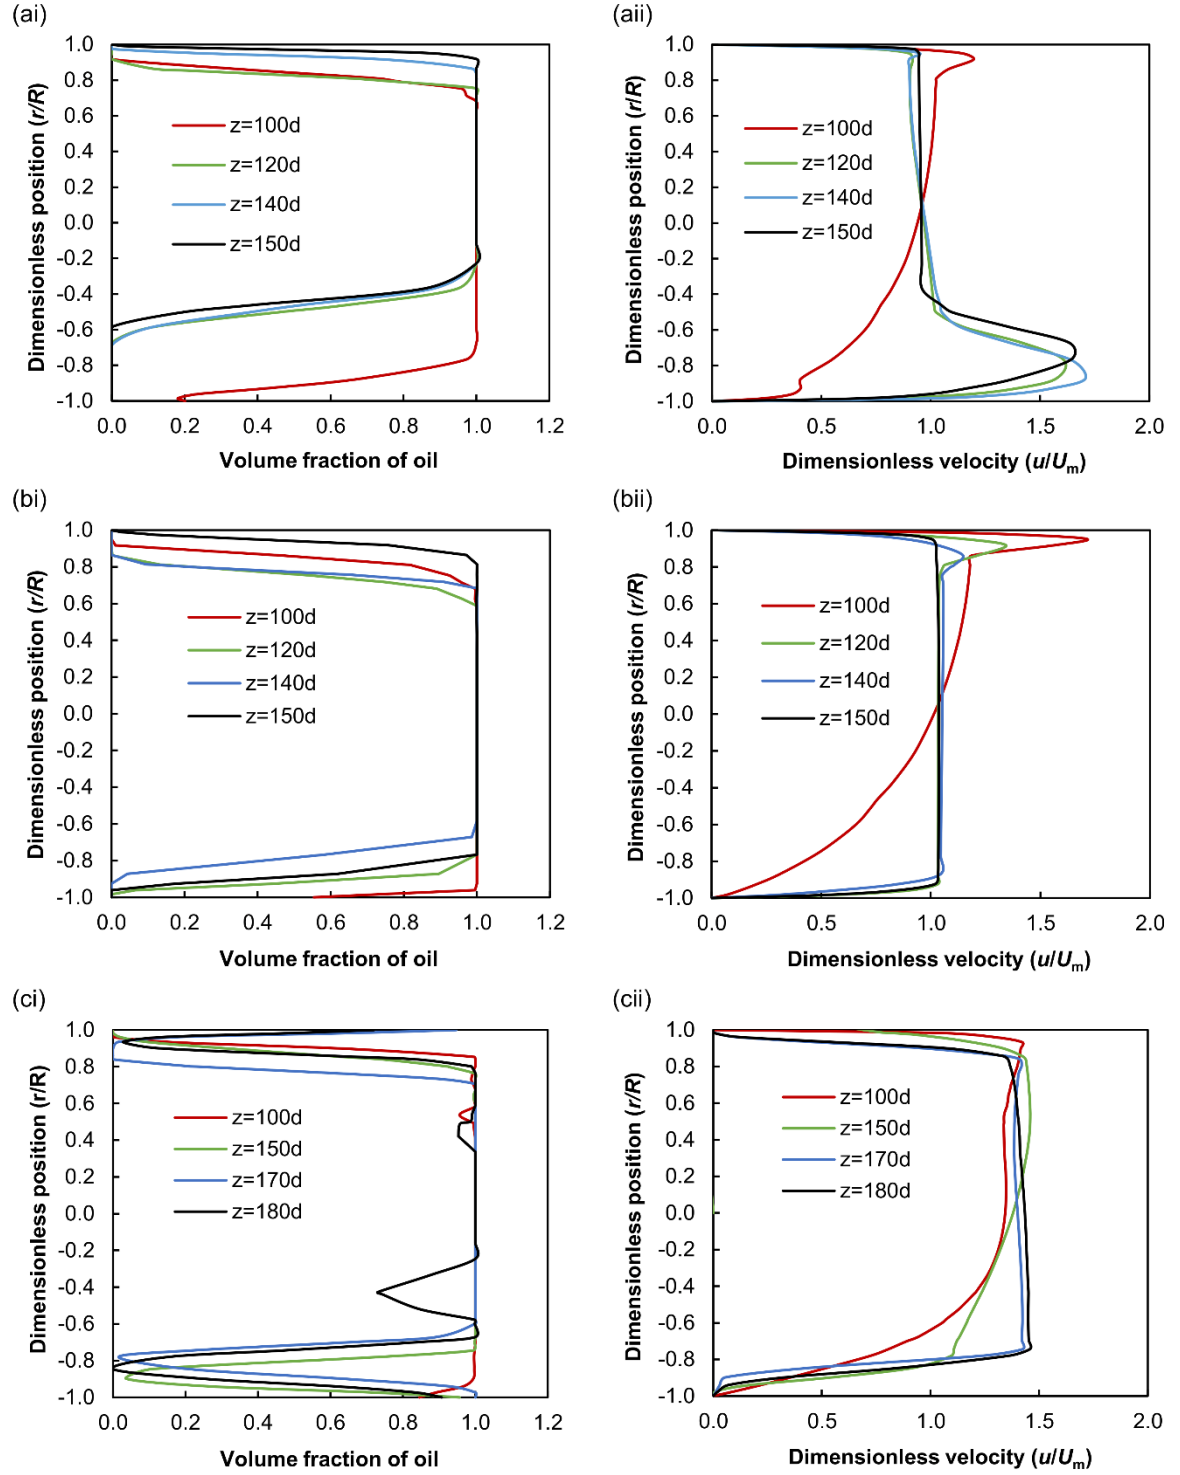 (ai)
Dimensionless position (r/R)
1.0
0.8
0.6
0.4
0.2
0.0
-0.2
-0.4
-0.6
-0.8
-1.0
z=100d
z=120d
z=140d
z=150d
0.0 0.2 0.4 0.6 0.8 1.0 1.2
Volume fraction of oil
(aii)
Dimensionless position (r/R)
1.0
0.8
0.6
0.4
0.2
0.0
-0.2
-0.4
-0.6
-0.8
-1.0
z=100d
z=120d
z=140d
z=150d
0.0 0.5 1.0 1.5 2.0
Dimensionless velocity (u/Um)
(bi)
Dimensionless position (r/R)
1.0
0.8
0.6
0.4
0.2
0.0
-0.2
-0.4
-0.6
-0.8
-1.0
z=100d
z=120d
z=140d
z=150d
0.0 0.2 0.4 0.6 0.8 1.0 1.2
Volume fraction of oil
(bii)
Dimensionless position (r/R)
1.0
0.8
0.6
0.4
0.2
0.0
-0.2
-0.4
-0.6
-0.8
-1.0
z=100d
z=120d
z=140d
z=150d
0.0 0.5 1.0 1.5 2.0
Dimensionless velocity (u/Um)
(ci)
Dimensionless position (r/R)
1.0
0.8
0.6
0.4
0.2
0.0
-0.2
-0.4
-0.6
-0.8
-1.0
z=100d
z=150d
z=170d
z=180d
0.0 0.2 0.4 0.6 0.8 1.0 1.2
Volume fraction of oil
(cii)
Dimensionless position (r/R)
1.0
0.8
0.6
0.4
0.2
0.0
-0.2
-0.4
-0.6
-0.8
-1.0
z=100d
z=150d
z=170d
z=180d
0.0 0.5 1.0 1.5 2.0
Dimensionless velocity (u/Um)